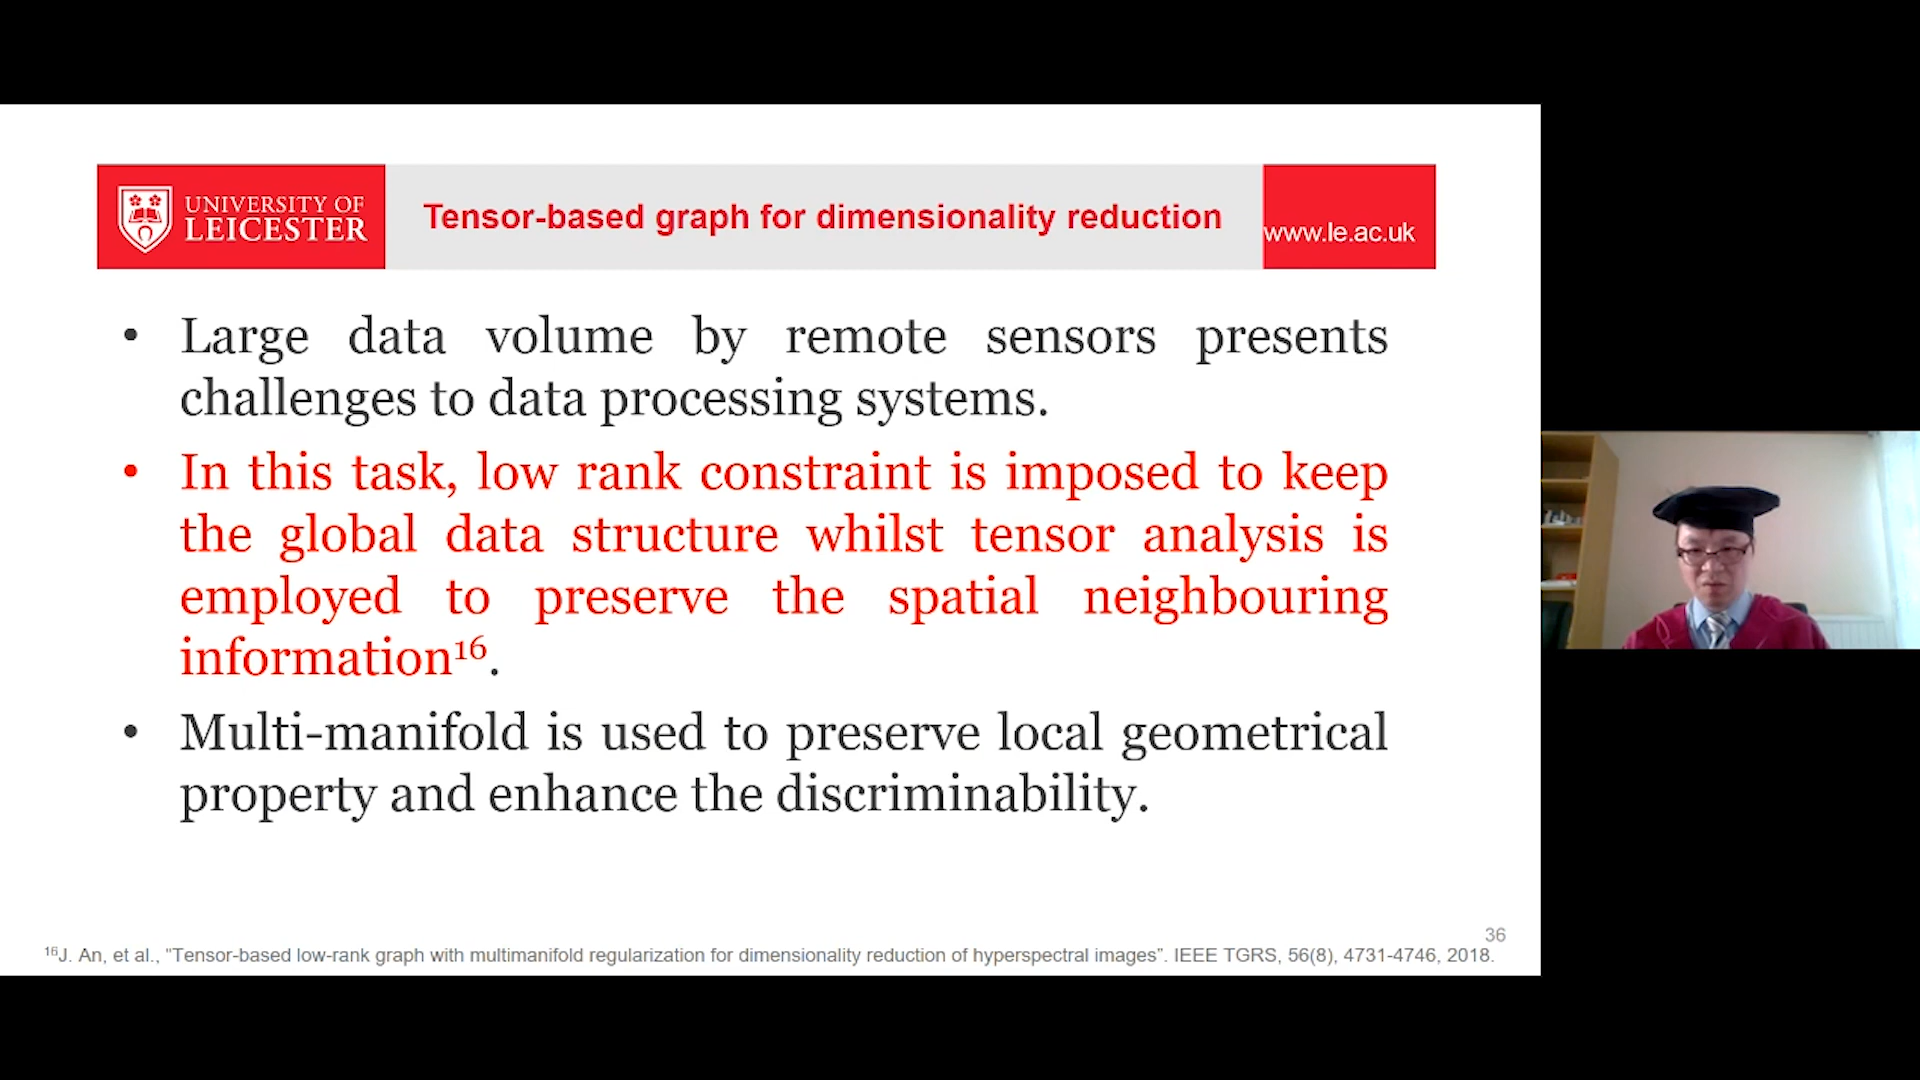 UNIVERSITY OF
LEICESTER
Tensor-based graph for dimensionality reduction
www.le.ac.uk
• Large data volume by remote sensors presents
challenges to data processing systems.
• In this task, low rank constraint is imposed to keep
the global data structure whilst tensor analysis is
employed to preserve the spatial neighbouring
information¹⁶.
• Multi-manifold is used to preserve local geometrical
property and enhance the discriminability.
36
¹⁶J. An, et al., "Tensor-based low-rank graph with multimanifold regularization for dimensionality reduction of hyperspectral images". IEEE TGRS, 56(8), 4731-4746, 2018.